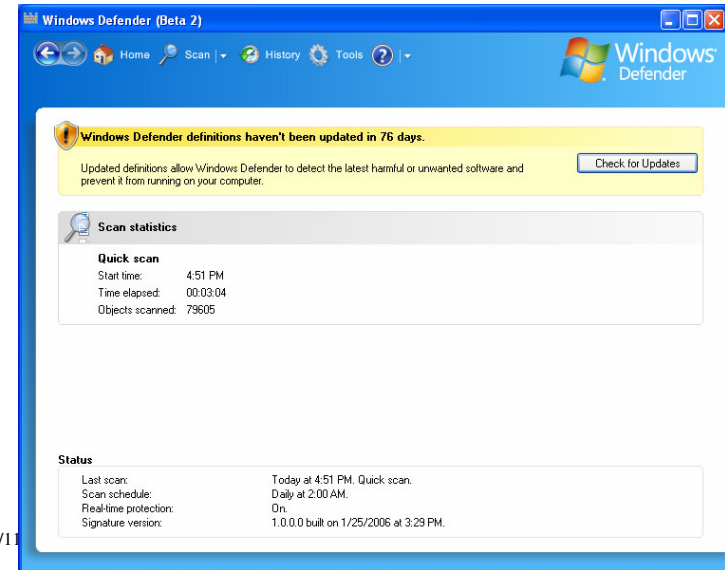 Windows Defender (Beta 2)
Home Scan History Tools ?
Windows
Defender
Windows Defender definitions haven't been updated in 76 days.
Updated definitions allow Windows Defender to detect the latest harmful or unwanted software and
prevent it from running on your computer.
Check for Updates
Scan statistics
Quick scan
Start time: 4:51 PM
Time elapsed: 00:03:04
Objects scanned: 79605
Status
Last scan: Today at 4:51 PM. Quick scan.
Scan schedule: Daily at 2:00 AM.
Real-time protection: On.
Signature version: 1.0.0.0 built on 1/25/2006 at 3:29 PM.
/11